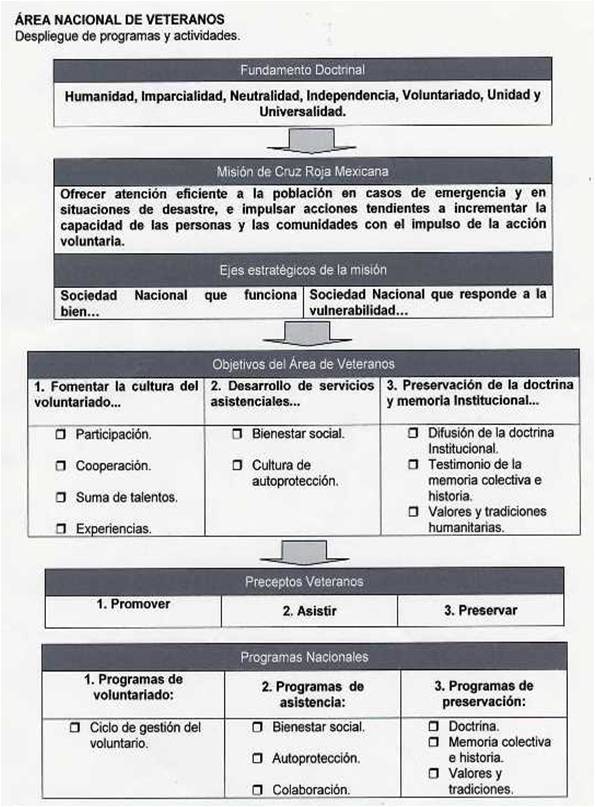 ÁREA NACIONAL DE VETERANOS
Despliegue de programas y actividades.
Fundamento Doctrinal
Humanidad, Imparcialidad, Neutralidad, Independencia, Voluntariado, Unidad y
Universalidad.
Misión de Cruz Roja Mexicana
Ofrecer atención eficiente a la población en casos de emergencia y en
situaciones de desastre, e impulsar acciones tendientes a incrementar la
capacidad de las personas y las comunidades con el impulso de la acción
voluntaria.
Ejes estratégicos de la misión
Sociedad Nacional que funciona
bien...
Sociedad Nacional que responde a la
vulnerabilidad...
Objetivos del Área de Veteranos
1. Fomentar la cultura del
voluntariado...
2. Desarrollo de servicios
asistenciales...
3. Preservación de la doctrina
y memoria Institucional...
❒ Participación.
❒ Cooperación.
❒ Suma de talentos.
❒ Experiencias.
❒ Bienestar social.
❒ Cultura de
autoprotección.
❒ Difusión de la doctrina
Institucional.
❒ Testimonio de la
memoria colectiva e
historia.
❒ Valores y tradiciones
humanitarias.
Preceptos Veteranos
1. Promover
2. Asistir
3. Preservar
Programas Nacionales
1. Programas de
voluntariado:
2. Programas de
asistencia:
3. Programas de
preservación:
❒ Ciclo de gestión del
voluntario.
❒ Bienestar social.
❒ Autoprotección.
❒ Colaboración.
❒ Doctrina.
❒ Memoria colectiva
e historia.
❒ Valores y
tradiciones.